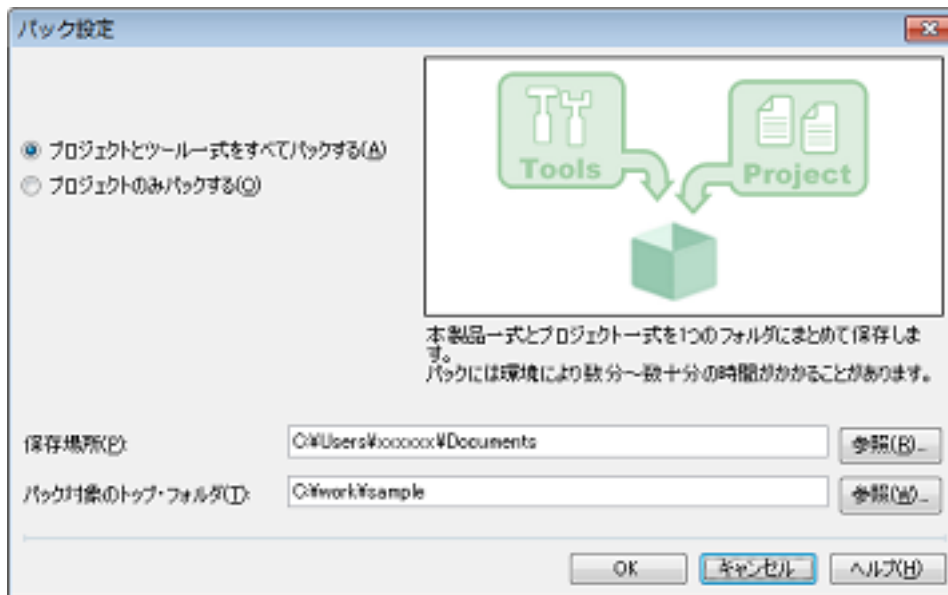 パック設定
プロジェクトとツール一式をすべてパックする(A)
プロジェクトのみパックする(O)
Tools
Project
本製品一式とプロジェクト一式を1つのフォルダにまとめて保存しま
す。
パックには環境により数分～数十分の時間がかかることがあります。
保存場所(P):
C:¥Users¥xxxxxx¥Documents
参照(R)...
パック対象のトップ・フォルダ(T):
C:¥work¥sample
参照(W)...
OK
キャンセル
ヘルプ(H)